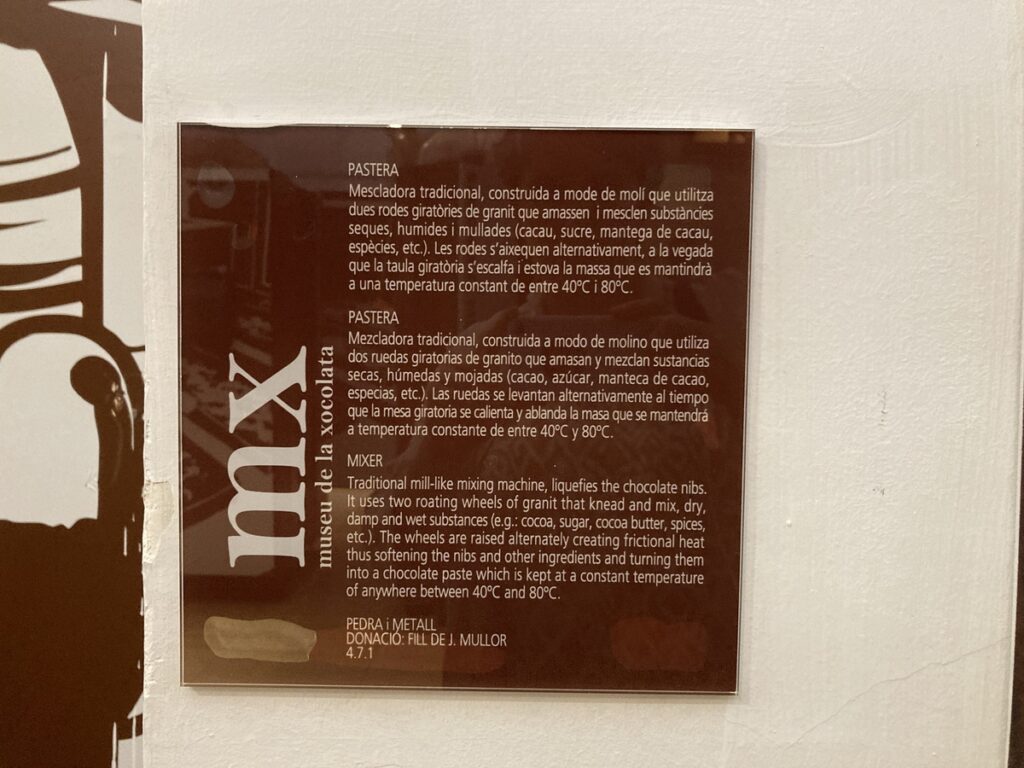 mx
museu de la xocolata
PASTERA
Mescladora tradicional, construida a mode de molí que utilitza
dues rodes giratòries de granit que amassen i mesclen substàncies
seques, humides i mullades (cacau, sucre, mantega de cacau,
espècies, etc.). Les rodes s'aixequen alternativament, a la vegada
que la taula giratòria s'escalfa i estova la massa que es mantindrà
a una temperatura constant de entre 40ºC i 80ºC.
PASTERA
Mezcladora tradicional, construida a modo de molino que utiliza
dos ruedas giratorias de granito que amasan y mezclan sustancias
secas, húmedas y mojadas (cacao, azúcar, manteca de cacao,
especias, etc.). Las ruedas se levantan alternativamente al tiempo
que la mesa giratoria se calienta y ablanda la masa que se mantendrá
a temperatura constante de entre 40ºC y 80ºC.
MIXER
Traditional mill-like mixing machine, liquefies the chocolate nibs.
It uses two roating wheels of granit that knead and mix, dry,
damp and wet substances (e.g.: cocoa, sugar, cocoa butter, spices,
etc.). The wheels are raised alternately creating frictional heat
thus softening the nibs and other ingredients and turning them
into a chocolate paste which is kept at a constant temperature
of anywhere between 40ºC and 80ºC.
PEDRA i METALL
DONACIÓ: FILL DE J. MULLOR
4.7.1